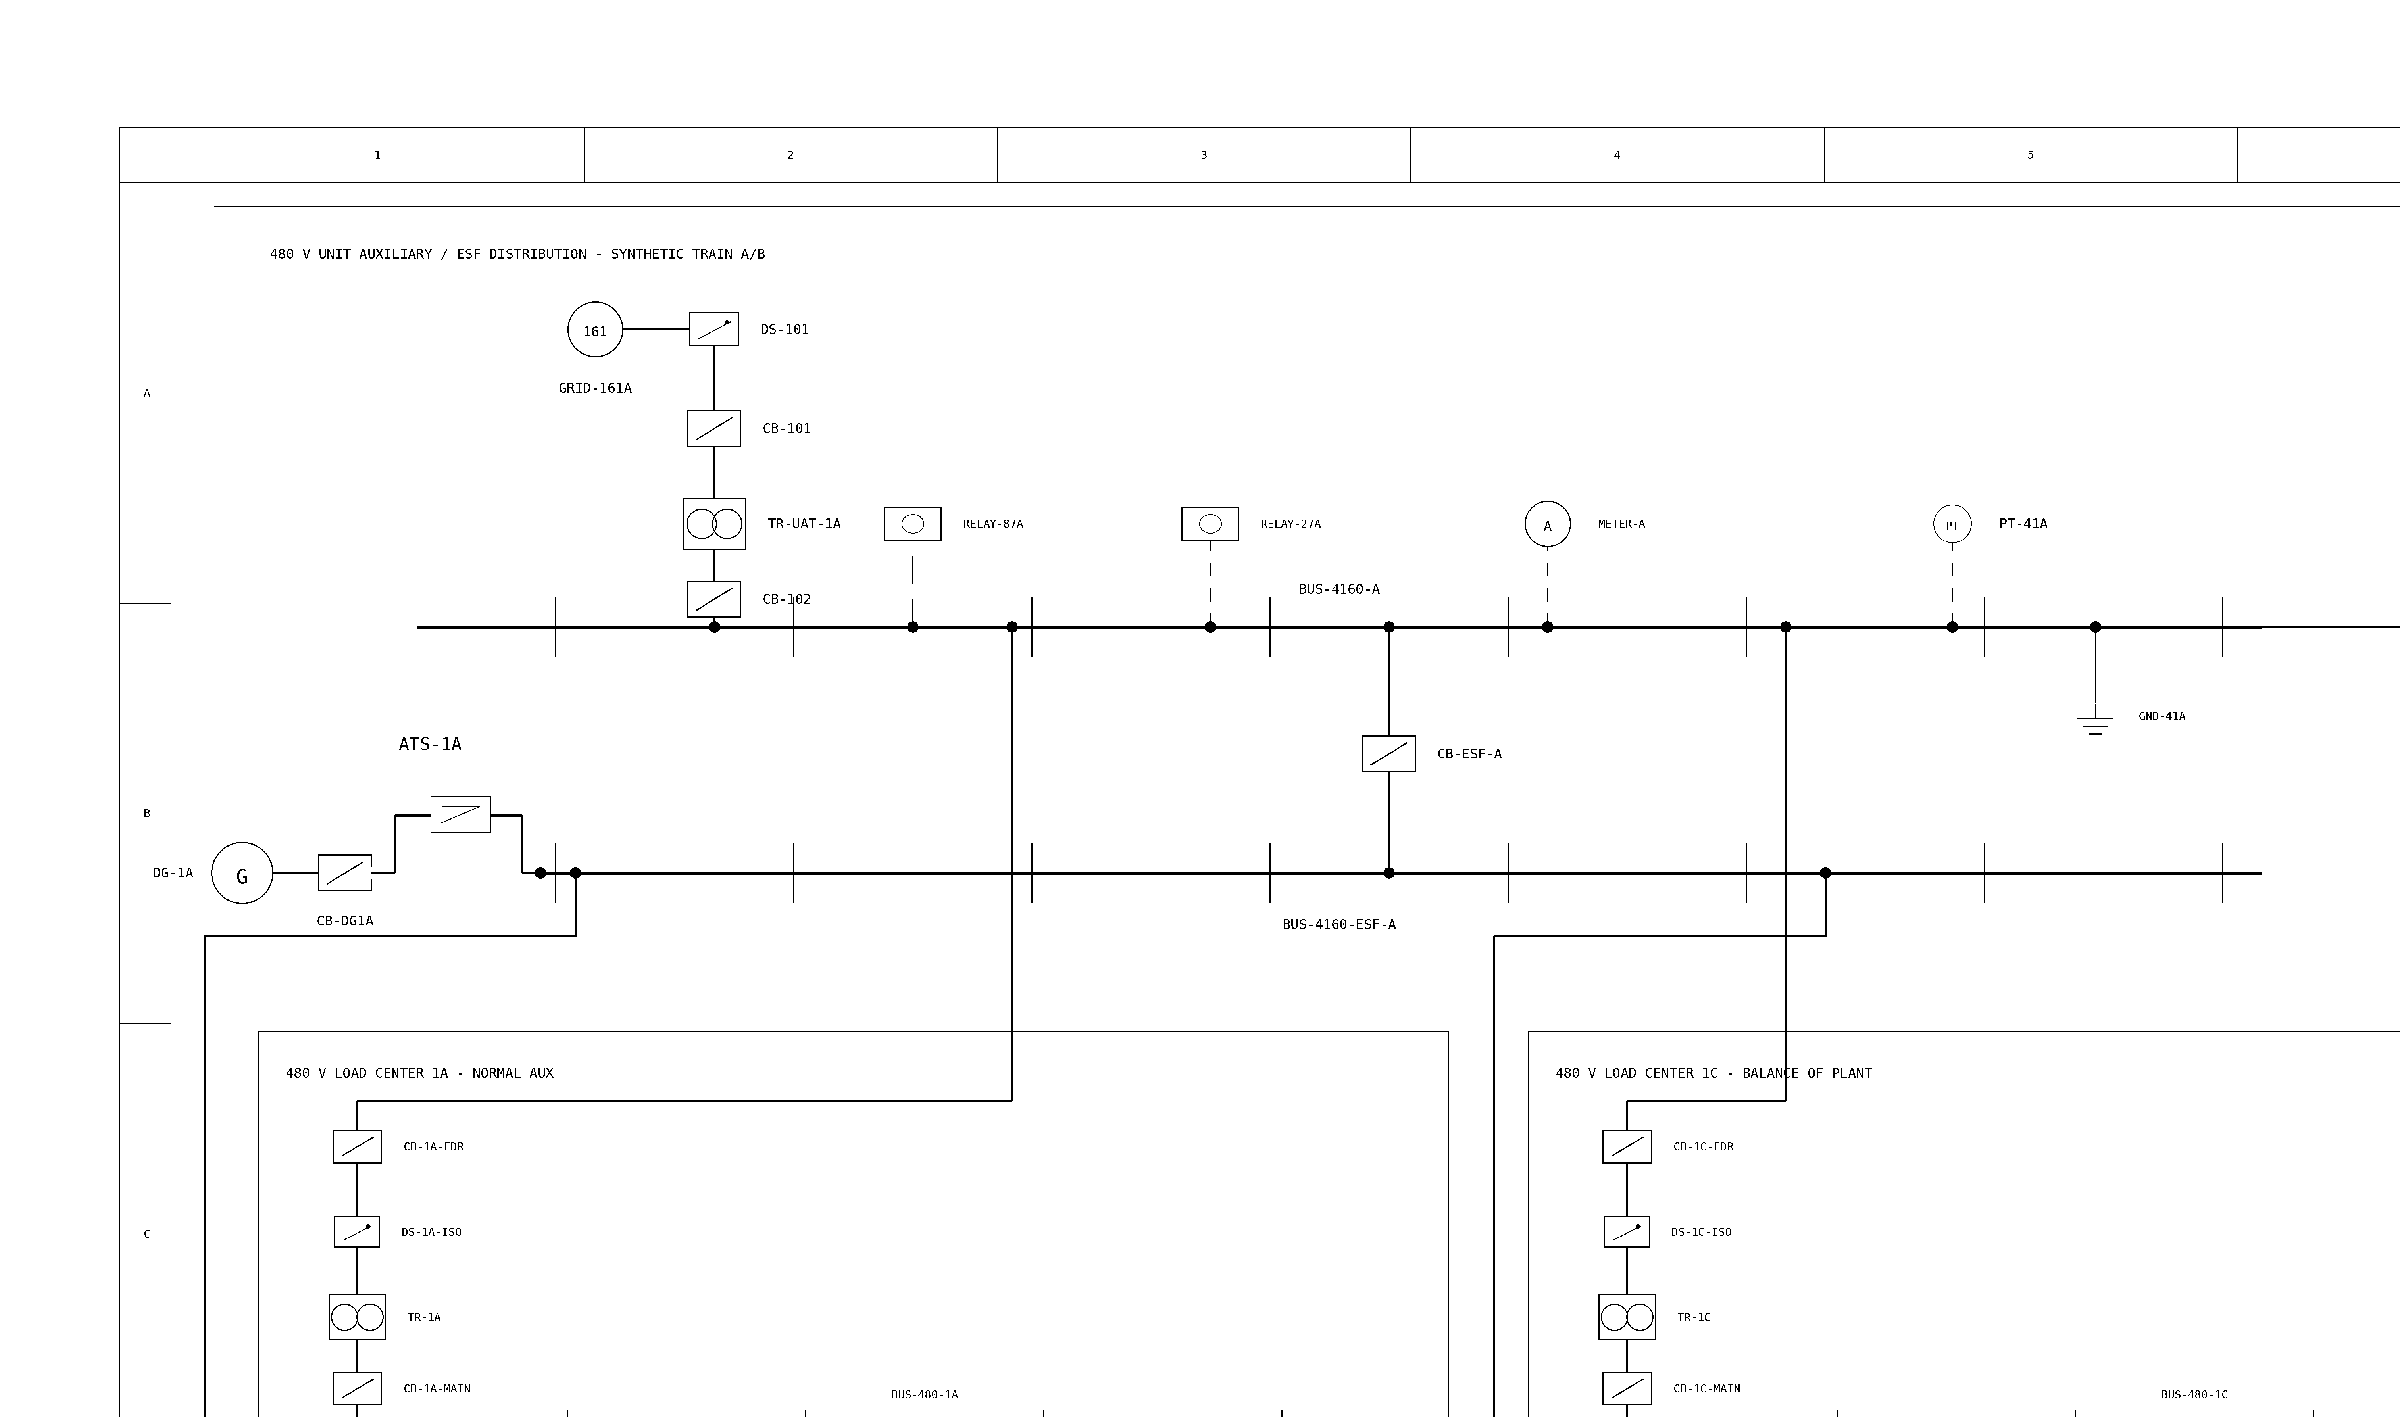 1
2
3
4
5
480 V UNIT AUXILIARY / ESF DISTRIBUTION - SYNTHETIC TRAIN A/B
161
DS-101
GRID-161A
A
CB-101
TR-UAT-1A
RELAY-87A
RELAY-27A
A
METER-A
PT
PT-41A
BUS-4160-A
CB-102
GND-41A
ATS-1A
CB-ESF-A
B
DG-1A
G
CB-DG1A
BUS-4160-ESF-A
480 V LOAD CENTER 1A - NORMAL AUX
480 V LOAD CENTER 1C - BALANCE OF PLANT
CB-1A-FDR
CB-1C-FDR
C
DS-1A-ISO
DS-1C-ISO
TR-1A
TR-1C
CB-1A-MAIN
BUS-480-1A
CB-1C-MAIN
BUS-480-1C